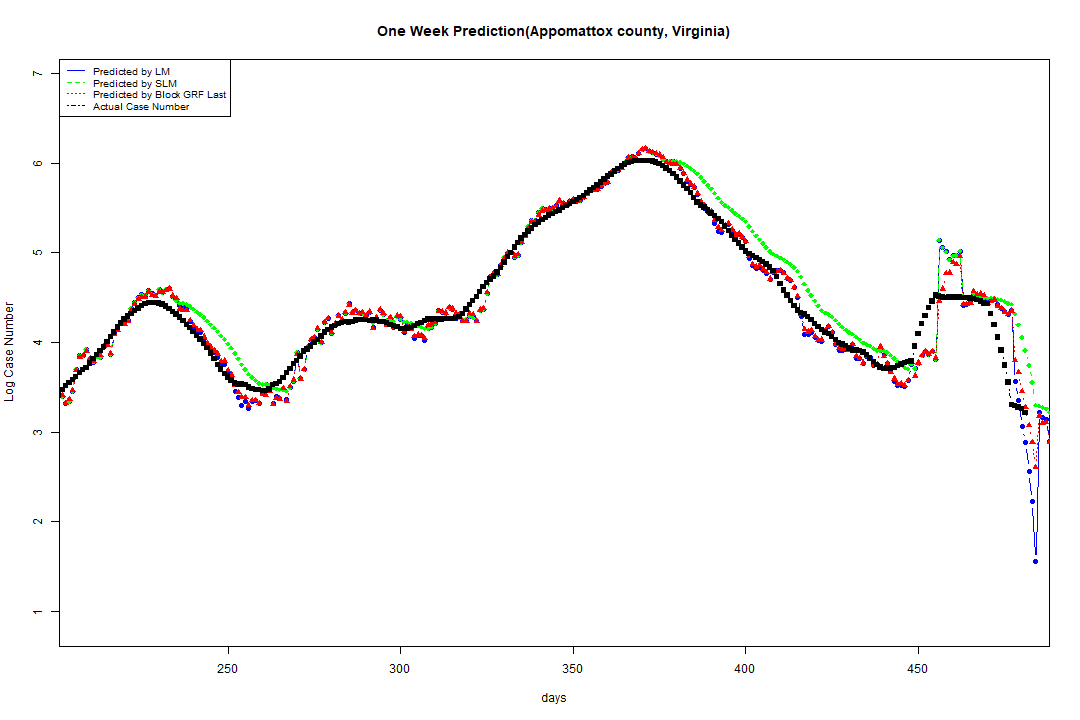 One Week Prediction(Appomattox county, Virginia)
Predicted by LM
Predicted by SLM
Predicted by Block GRF Last
Actual Case Number
7
6
5
4
3
2
1
Log Case Number
250 300 350 400 450
days